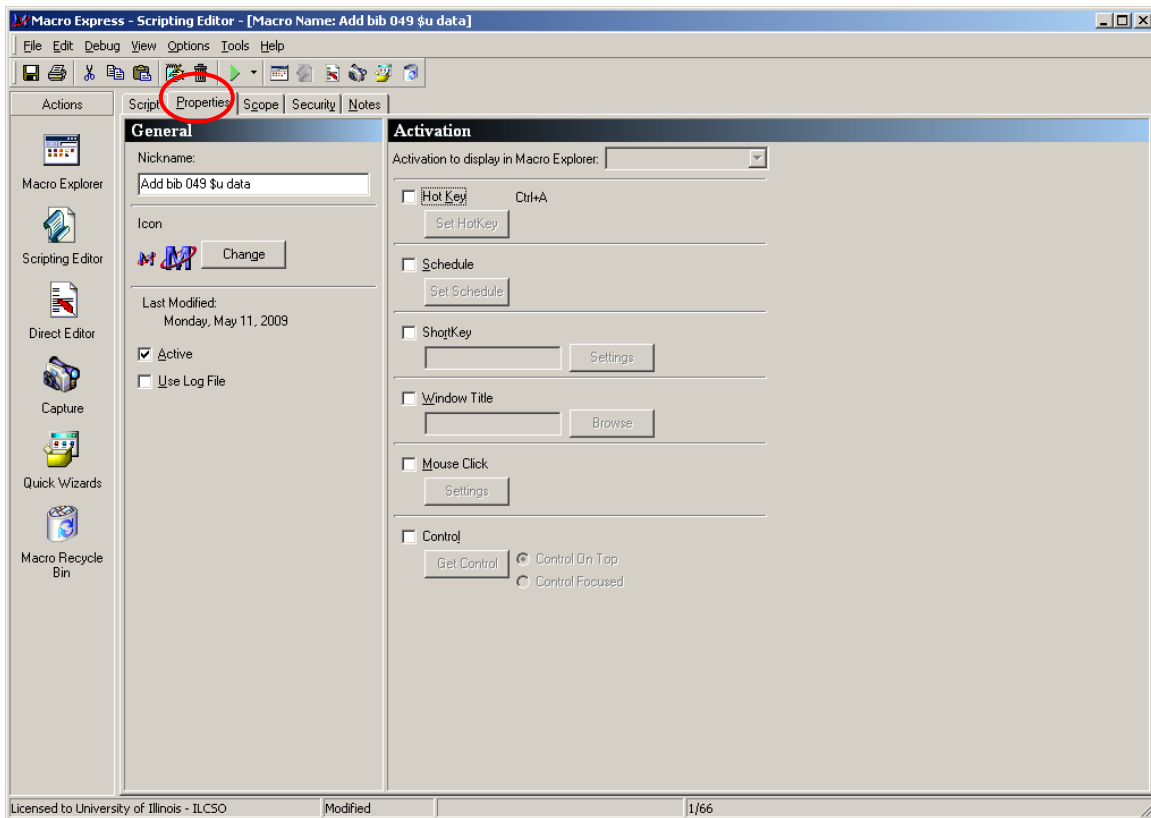 Macro Express - Scripting Editor - [Macro Name: Add bib 049 $u data]
File Edit Debug View Options Tools Help
Actions
Script Properties Scope Security Notes
General
Activation
Nickname:
Add bib 049 $u data
Activation to display in Macro Explorer:
Macro Explorer
Hot Key Ctrl+A
Set HotKey
Icon
Change
Scripting Editor
Schedule
Set Schedule
Last Modified:
Monday, May 11, 2009
Direct Editor
ShortKey
Settings
Active
Use Log File
Capture
Window Title
Browse
Quick Wizards
Mouse Click
Settings
Macro Recycle
Bin
Control
Get Control
Control On Top
Control Focused
Licensed to University of Illinois - ILCSO
Modified
1/66